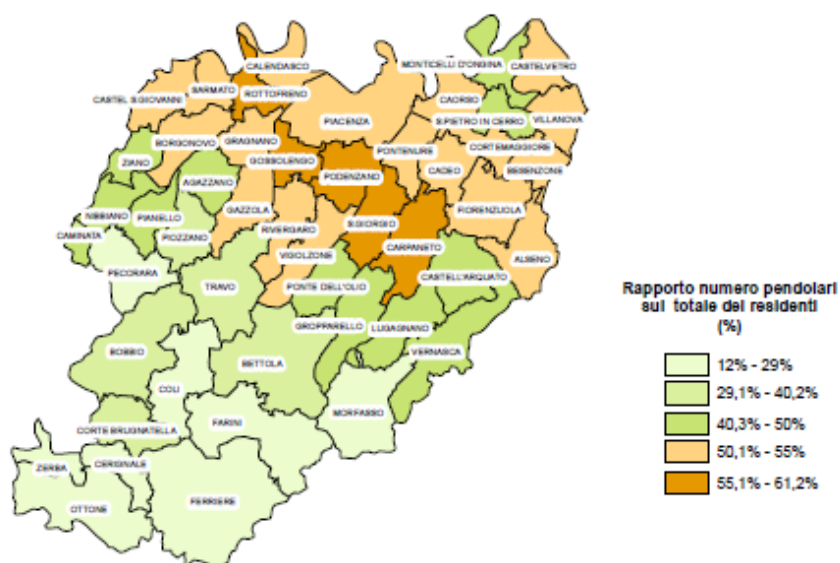 CALENDASCO
MONTICELLI D'ONGINA
CASTELVETRO
SARMATO
ROTTOFRENO
CASTEL S.GIOVANNI
CAORSO
PIACENZA
S.PIETRO IN CERRO
VILLANOVA
BORGONOVO
GRAGNANO
ZIANO
GOSSOLENGO
PONTENURE
CORTEMAGGIORE
PODENZANO
CADEO
BESENZONE
AGAZZANO
NIBBIANO
PIANELLO
GAZZOLA
FIORENZUOLA
CAMINATA
PIOZZANO
RIVERGARO
S.GIORGIO
VIGOLZONE
CARPANETO
ALSENO
PECORARA
TRAVO
PONTE DELL'OLIO
CASTELL'ARQUATO
GROPPARELLO
LUGAGNANO
BOBBIO
VERNASCA
BETTOLA
COLI
MORFASSO
CORTE BRUGNATELLA
FARINI
ZERBA
CERIGNALE
OTTONE
FERRIERE
Rapporto numero pendolari
sul totale dei residenti
(%)
12% - 29%
29,1% - 40,2%
40,3% - 50%
50,1% - 55%
55,1% - 61,2%